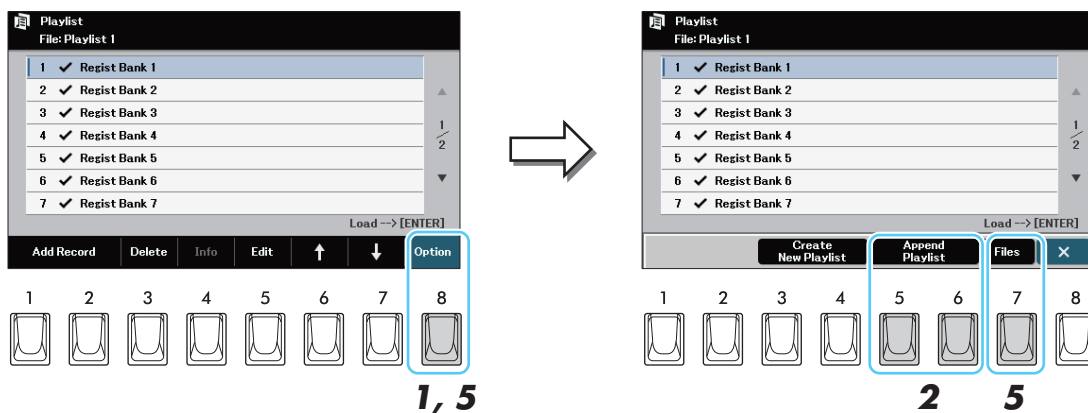 Playlist
File: Playlist 1
1 ✓ Regist Bank 1
2 ✓ Regist Bank 2
3 ✓ Regist Bank 3
4 ✓ Regist Bank 4
5 ✓ Regist Bank 5
6 ✓ Regist Bank 6
7 ✓ Regist Bank 7
1/2
Load --> [ENTER]
Add Record Delete Info Edit ↑ ↓ Option
1 2 3 4 5 6 7 8
1, 5
Playlist
File: Playlist 1
1 ✓ Regist Bank 1
2 ✓ Regist Bank 2
3 ✓ Regist Bank 3
4 ✓ Regist Bank 4
5 ✓ Regist Bank 5
6 ✓ Regist Bank 6
7 ✓ Regist Bank 7
1/2
Load --> [ENTER]
Create
New Playlist
Append
Playlist
Files ×
1 2 3 4 5 6 7 8
2 5